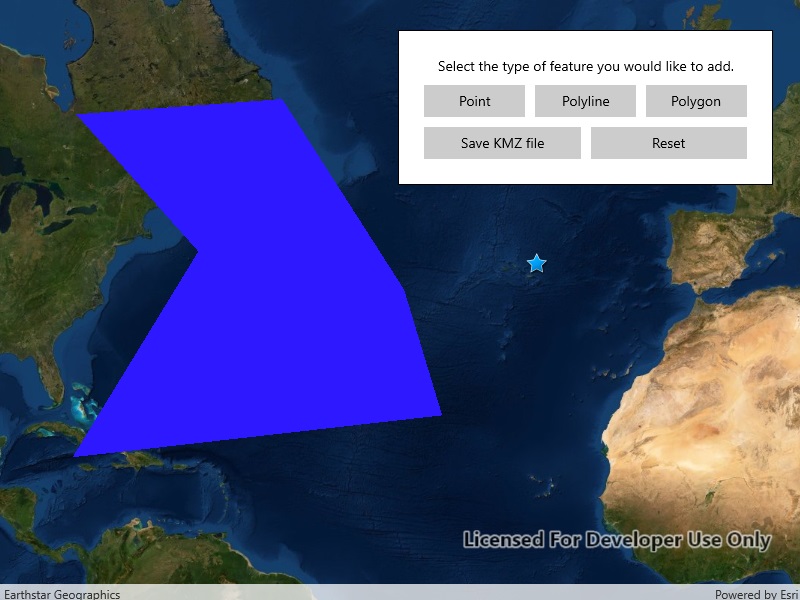 Select the type of feature you would like to add.
Point Polyline Polygon
Save KMZ file Reset
Licensed For Developer Use Only
Earthstar Geographics Powered by Esri